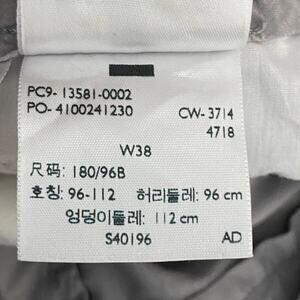 PC9- 13581-0002
PO- 4100241230 CW- 3714
4718
W38
尺码: 180/96B
호칭: 96-112 허리둘레: 96 cm
엉덩이둘레: 112 cm
S40196 AD